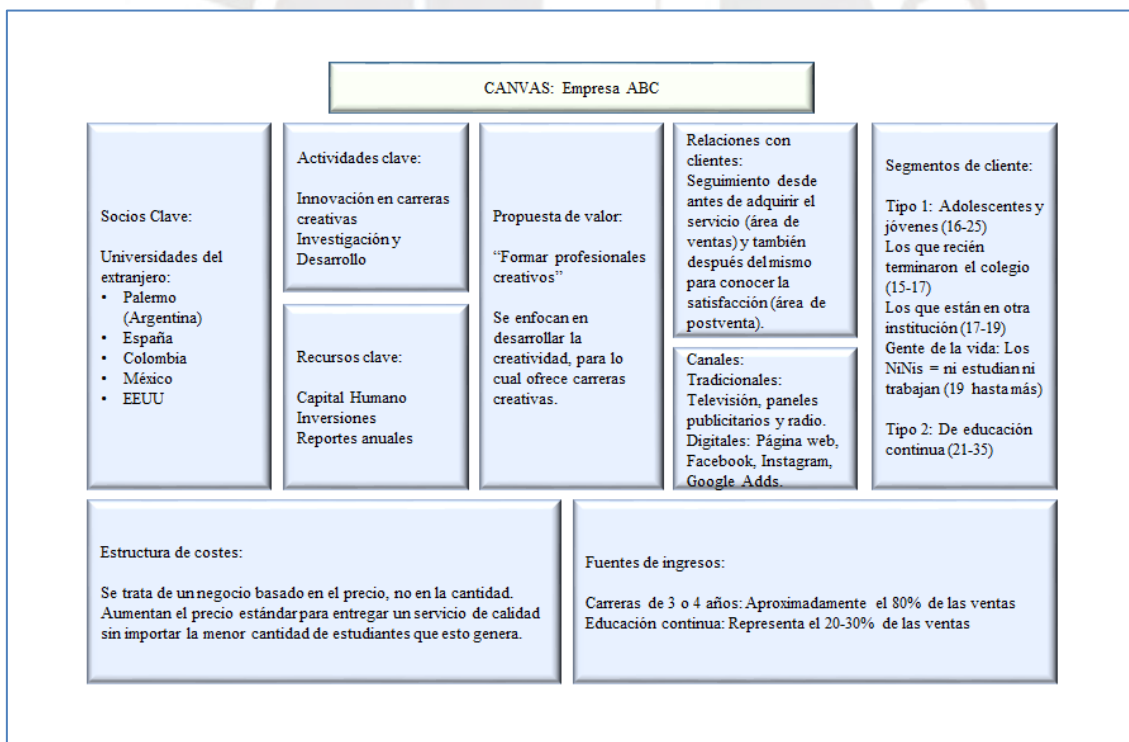 CANVAS: Empresa ABC
Socios Clave:
Universidades del
extranjero:
• Palermo
(Argentina)
• España
• Colombia
• México
• EEUU
Actividades clave:
Innovación en carreras
creativas
Investigación y
Desarrollo
Recursos clave:
Capital Humano
Inversiones
Reportes anuales
Propuesta de valor:
“Formar profesionales
creativos”
Se enfocan en
desarrollar la
creatividad, para lo
cual ofrece carreras
creativas.
Relaciones con
clientes:
Seguimiento desde
antes de adquirir el
servicio (área de
ventas) y también
después del mismo
para conocer la
satisfacción (área de
postventa).
Canales:
Tradicionales:
Televisión, paneles
publicitarios y radio.
Digitales: Página web,
Facebook, Instagram,
Google Adds.
Segmentos de cliente:
Tipo 1: Adolescentes y
jóvenes (16-25)
Los que recién
terminaron el colegio
(15-17)
Los que están en otra
institución (17-19)
Gente de la vida: Los
NiNis = ni estudian ni
trabajan (19 hasta más)
Tipo 2: De educación
continua (21-35)
Estructura de costes:
Se trata de un negocio basado en el precio, no en la cantidad.
Aumentan el precio estándar para entregar un servicio de calidad
sin importar la menor cantidad de estudiantes que esto genera.
Fuentes de ingresos:
Carreras de 3 o 4 años: Aproximadamente el 80% de las ventas
Educación continua: Representa el 20-30% de las ventas